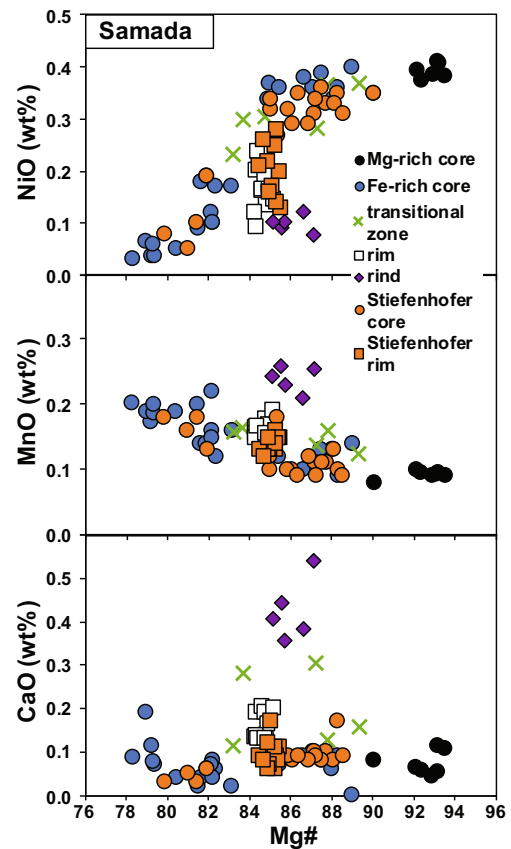 Samada
NiO (wt%)
0.5
0.4
0.3
0.2
0.1
0.0
Mg-rich core
Fe-rich core
transitional
zone
rim
rind
Stiefenhofer
core
Stiefenhofer
rim
MnO (wt%)
0.3
0.2
0.1
0.0
CaO (wt%)
0.5
0.4
0.3
0.2
0.1
0.0
76 78 80 82 84 86 88 90 92 94 96
Mg#